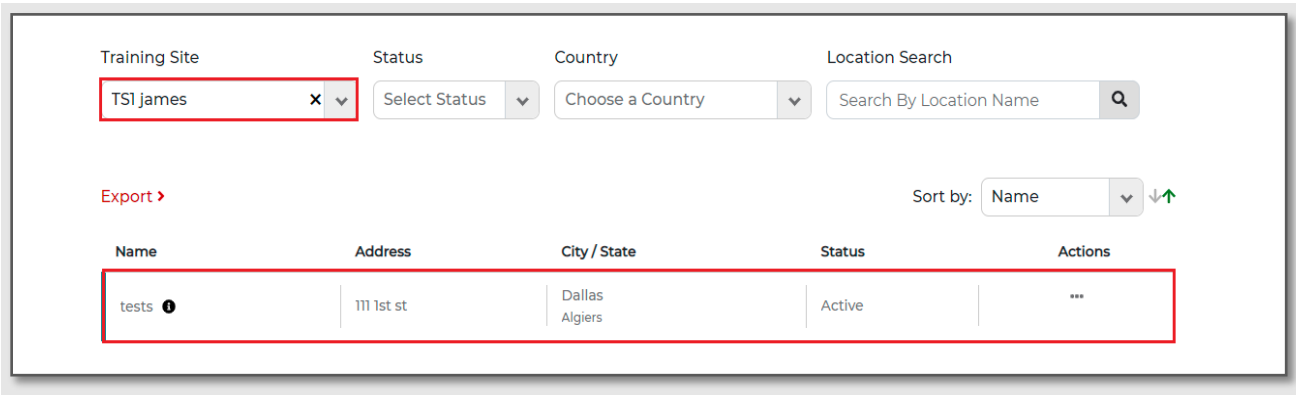 Training Site Status Country Location Search
TS1 james Select Status Choose a Country Search By Location Name
Export Sort by: Name
Name Address City / State Status Actions
tests 111 1st st Dallas Active
Algiers